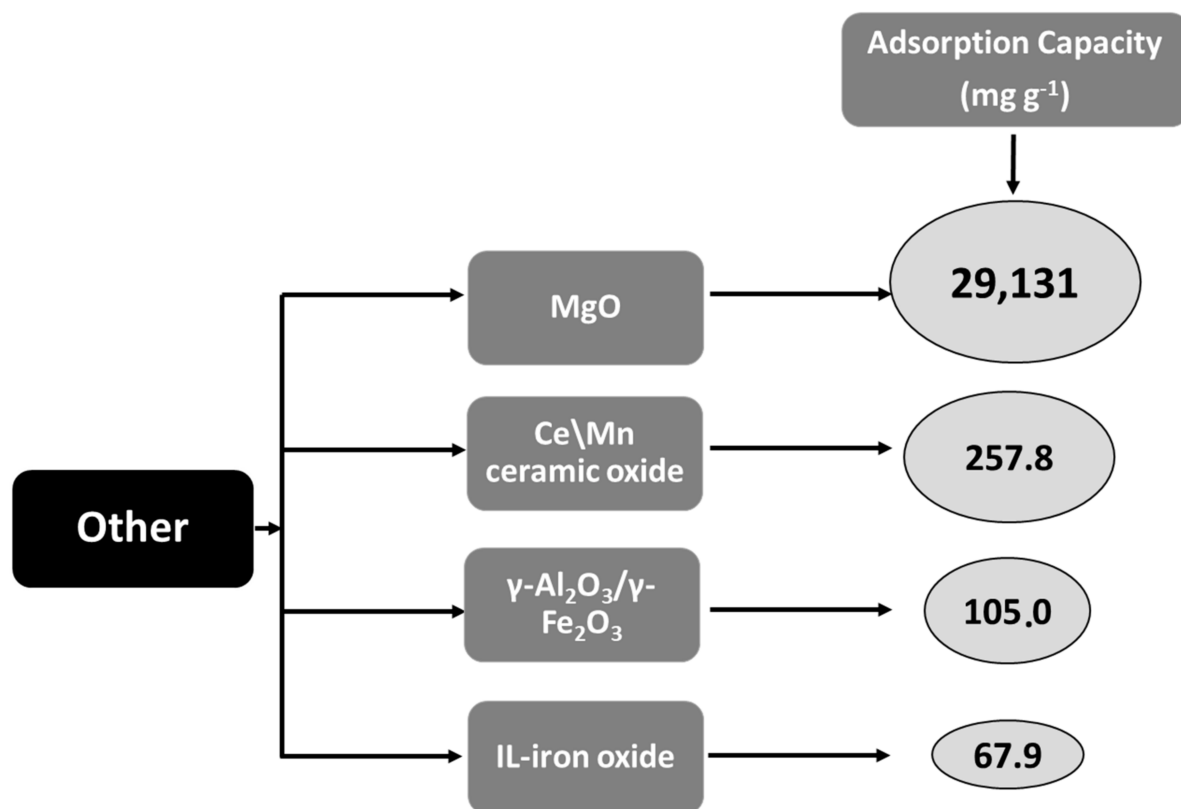 Adsorption Capacity
(mg g⁻¹)
MgO
29,131
Ce\Mn
ceramic oxide
257.8
Other
γ-Al₂O₃/γ-
Fe₂O₃
105.0
IL-iron oxide
67.9